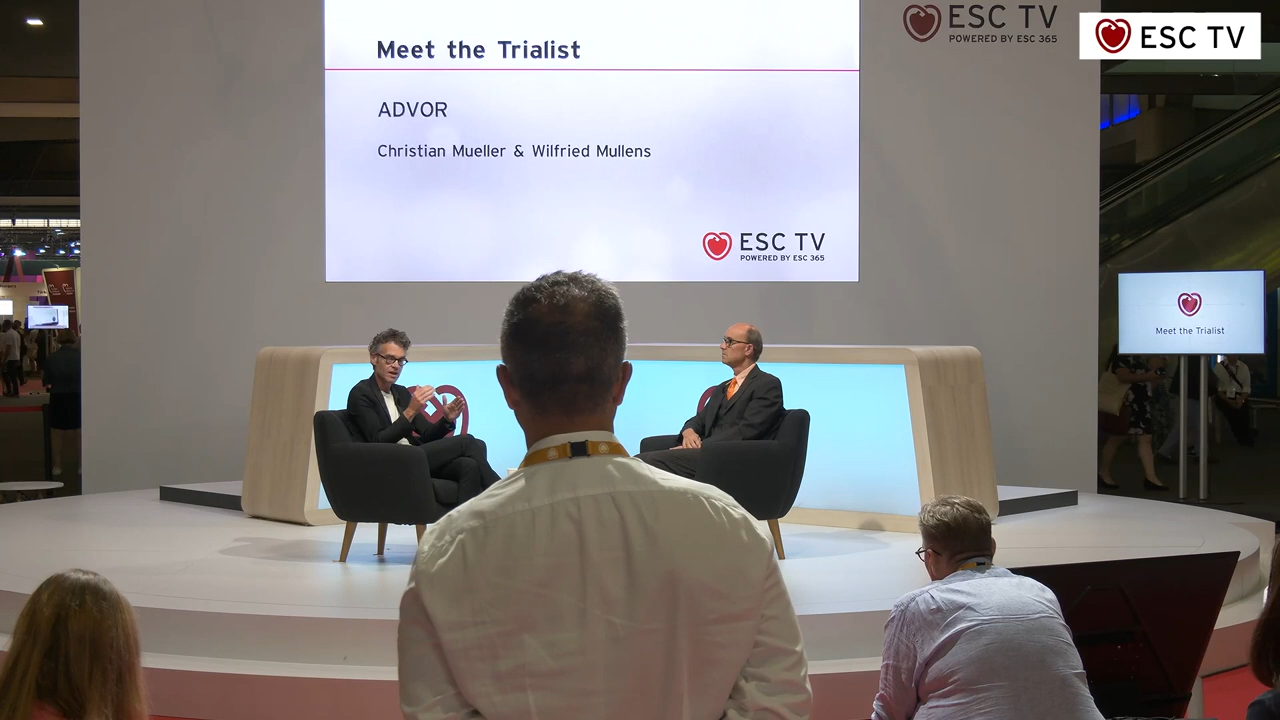 Meet the Trialist
ADVOR
Christian Mueller & Wilfried Mullens
ESC TV
POWERED BY ESC 365
ESC TV
POWERED BY ESC 365
ESC TV
Meet the Trialist